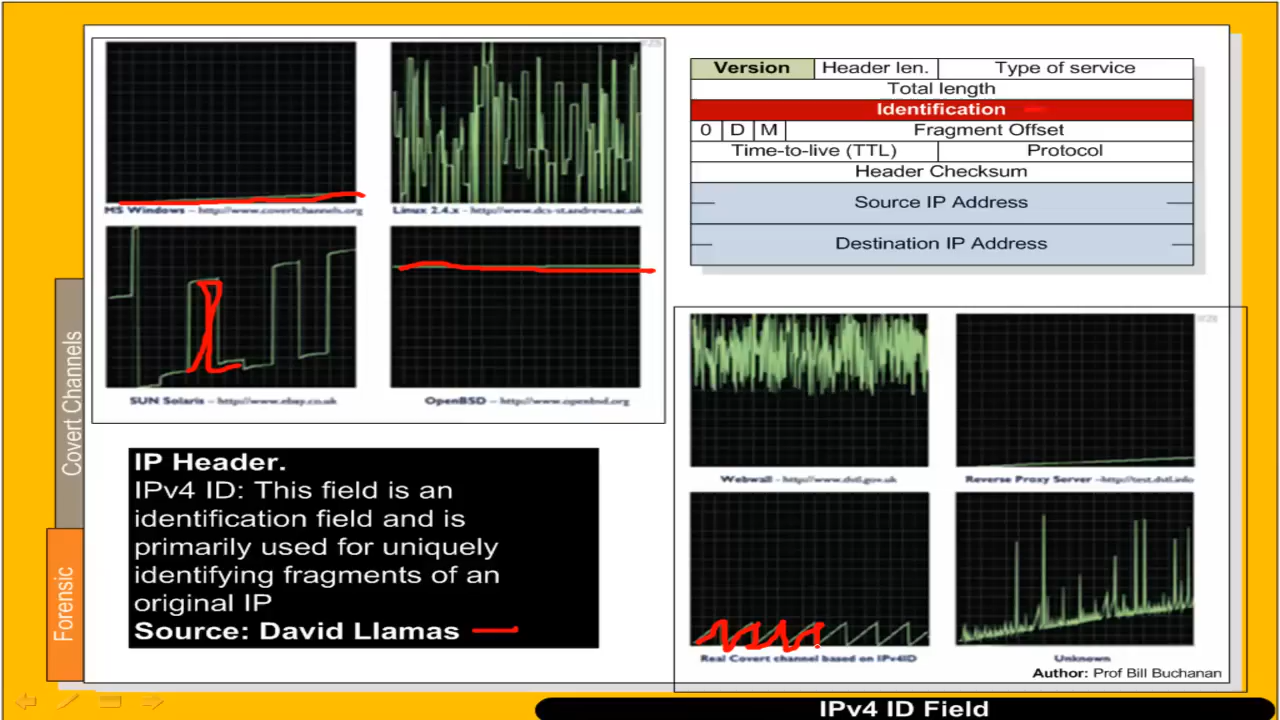 MS Windows – http://www.covertchannels.org
Linux 2.4.x - http://www.dcs-st.andrews.ac.uk
SUN Solaris – http://www.ebay.co.uk
OpenBSD – http://www.openbsd.org
Version Header len. Type of service
Total length
Identification
0 D M Fragment Offset
Time-to-live (TTL) Protocol
Header Checksum
Source IP Address
Destination IP Address
Covert Channels
Forensic
IP Header.
IPv4 ID: This field is an
identification field and is
primarily used for uniquely
identifying fragments of an
original IP
Source: David Llamas
Webwall - http://www.dstl.gov.uk
Reverse Proxy Server –http://test.dstl.info
Real Covert channel based on IPv4ID
Unknown
Author: Prof Bill Buchanan
IPv4 ID Field